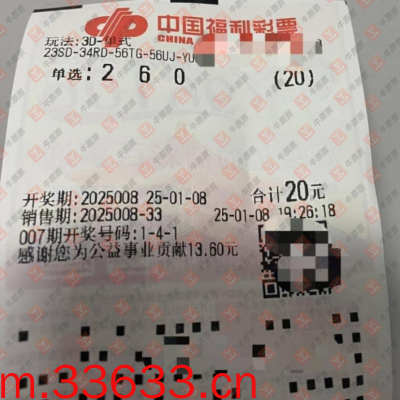 中国福利彩票
CHINA
玩法:3D-单式
23SD-34RD-56TG-56UJ-YU
单选:2 6 0 (20)
开奖期:2025008 25-01-08 合计20元
销售期:2025008-33 25-01-08 19:26:18
007期开奖号码:1-4-1
感谢您为公益事业贡献13.60元
m.33633.cn